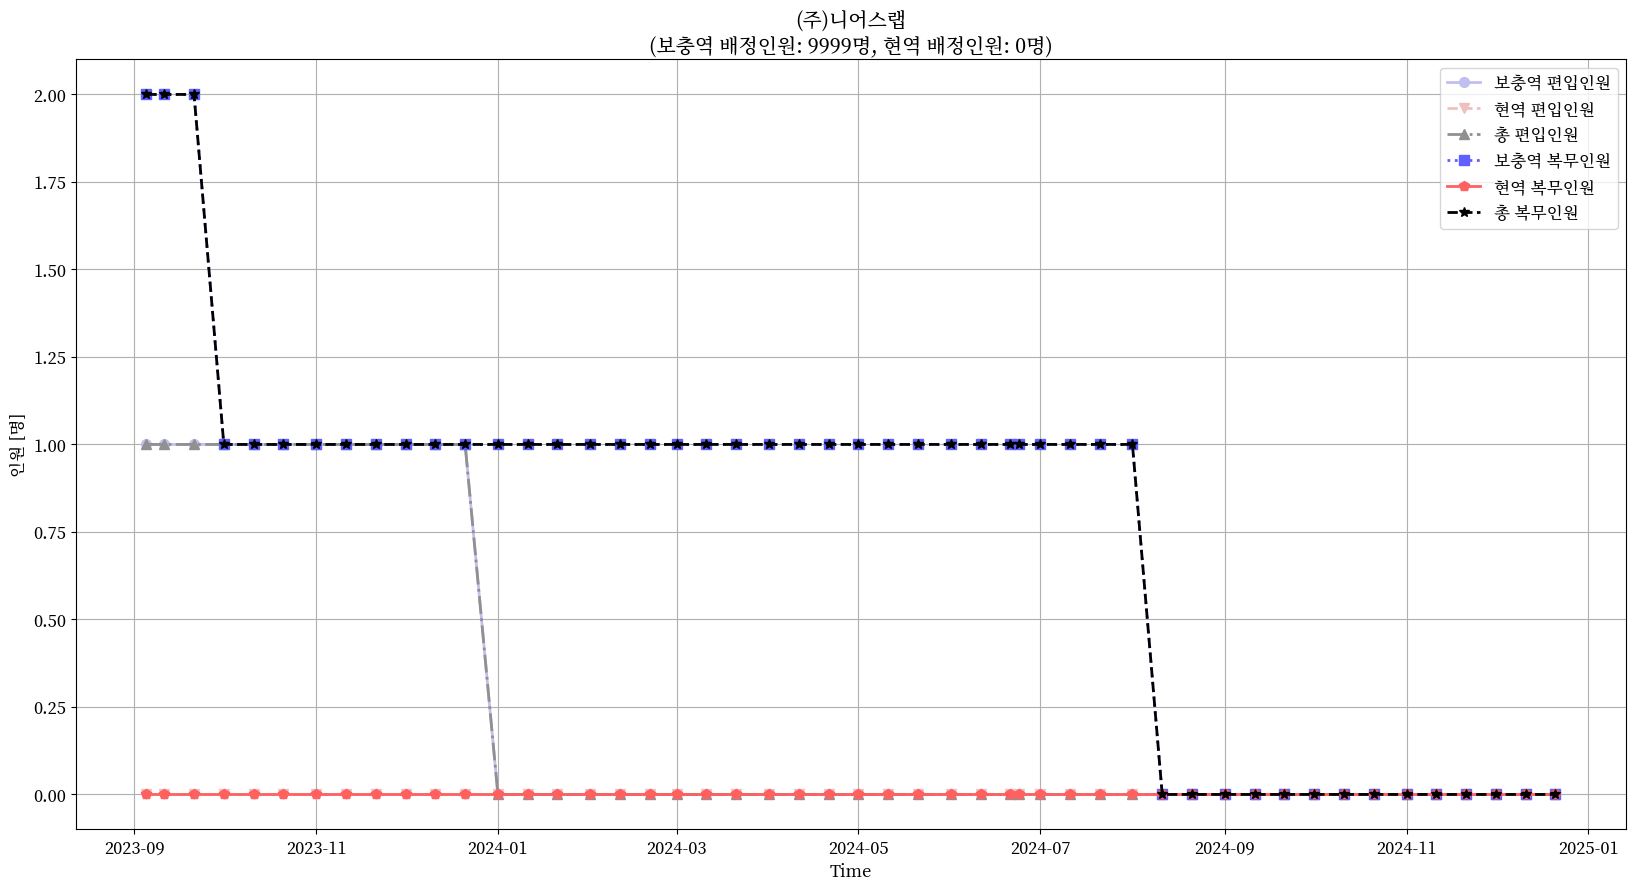 (주)니어스랩
(보충역 배정인원: 9999명, 현역 배정인원: 0명)
보충역 편입인원
현역 편입인원
총 편입인원
보충역 복무인원
현역 복무인원
총 복무인원
인원 [명]
2.00
1.75
1.50
1.25
1.00
0.75
0.50
0.25
0.00
2023-09 2023-11 2024-01 2024-03 2024-05 2024-07 2024-09 2024-11 2025-01
Time